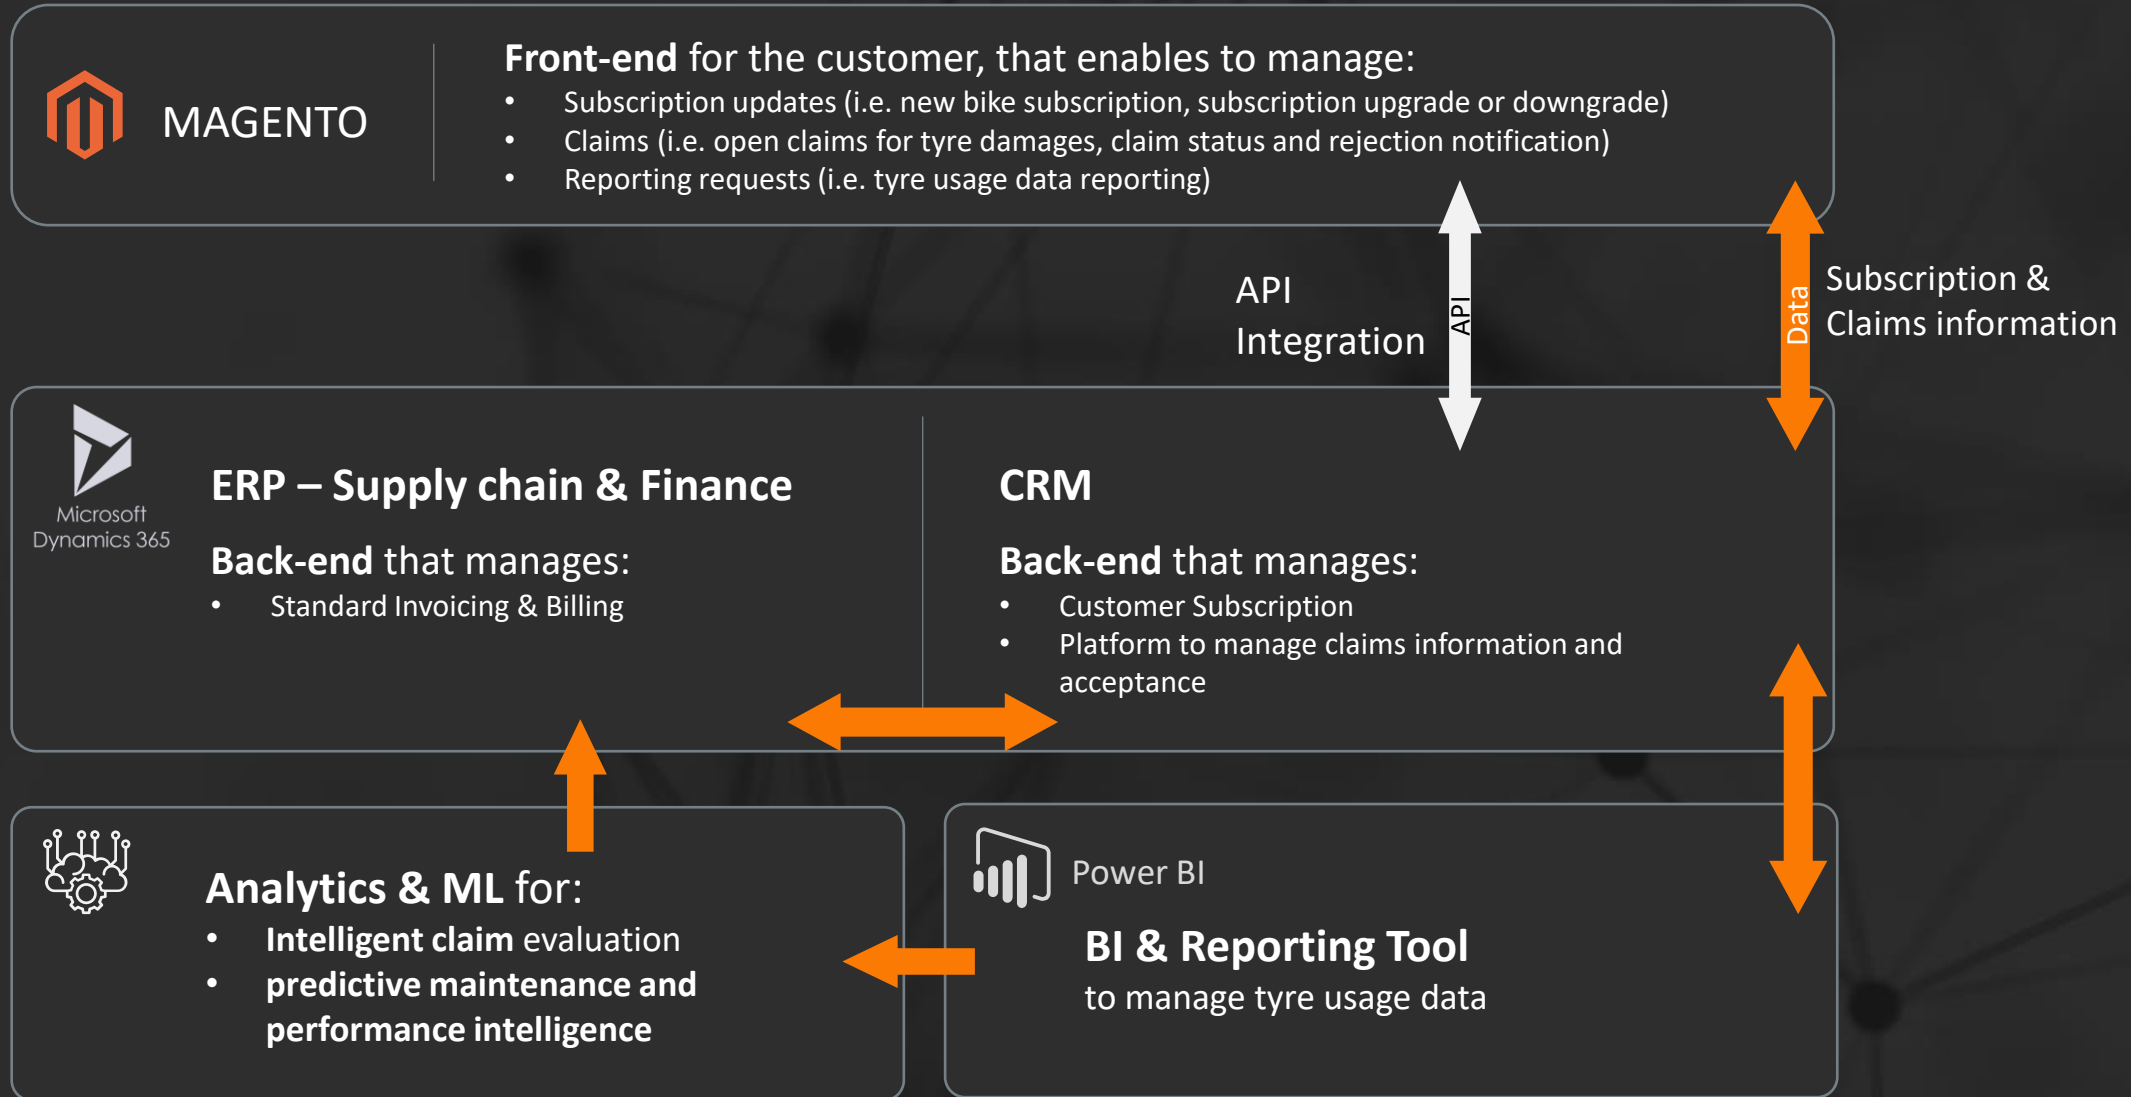 MAGENTO
Front-end for the customer, that enables to manage:
• Subscription updates (i.e. new bike subscription, subscription upgrade or downgrade)
• Claims (i.e. open claims for tyre damages, claim status and rejection notification)
• Reporting requests (i.e. tyre usage data reporting)
API
Integration
API
Data
Subscription &
Claims information
Microsoft
Dynamics 365
ERP – Supply chain & Finance
Back-end that manages:
• Standard Invoicing & Billing
CRM
Back-end that manages:
• Customer Subscription
• Platform to manage claims information and
acceptance
Analytics & ML for:
• Intelligent claim evaluation
• predictive maintenance and
performance intelligence
Power BI
BI & Reporting Tool
to manage tyre usage data